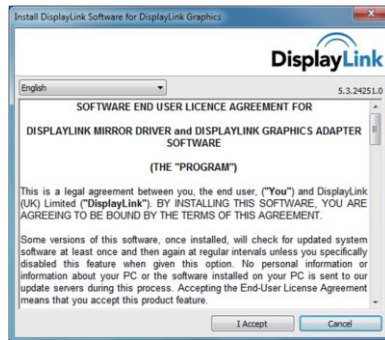 Install DisplayLink Software for DisplayLink Graphics
DisplayLink
English
5.3.24251.0
SOFTWARE END USER LICENCE AGREEMENT FOR
DISPLAYLINK MIRROR DRIVER and DISPLAYLINK GRAPHICS ADAPTER
SOFTWARE
(THE "PROGRAM")
This is a legal agreement between you, the end user, ("You") and DisplayLink
(UK) Limited ("DisplayLink"). BY INSTALLING THIS SOFTWARE, YOU ARE
AGREEING TO BE BOUND BY THE TERMS OF THIS AGREEMENT.
Some versions of this software, once installed, will check for updated system
software at least once and then again at regular intervals unless you specifically
disabled this feature when given this option. No personal information or
information about your PC or the software installed on your PC is sent to our
update servers during this process. Accepting the End-User License Agreement
means that you accept this product feature.
I Accept
Cancel